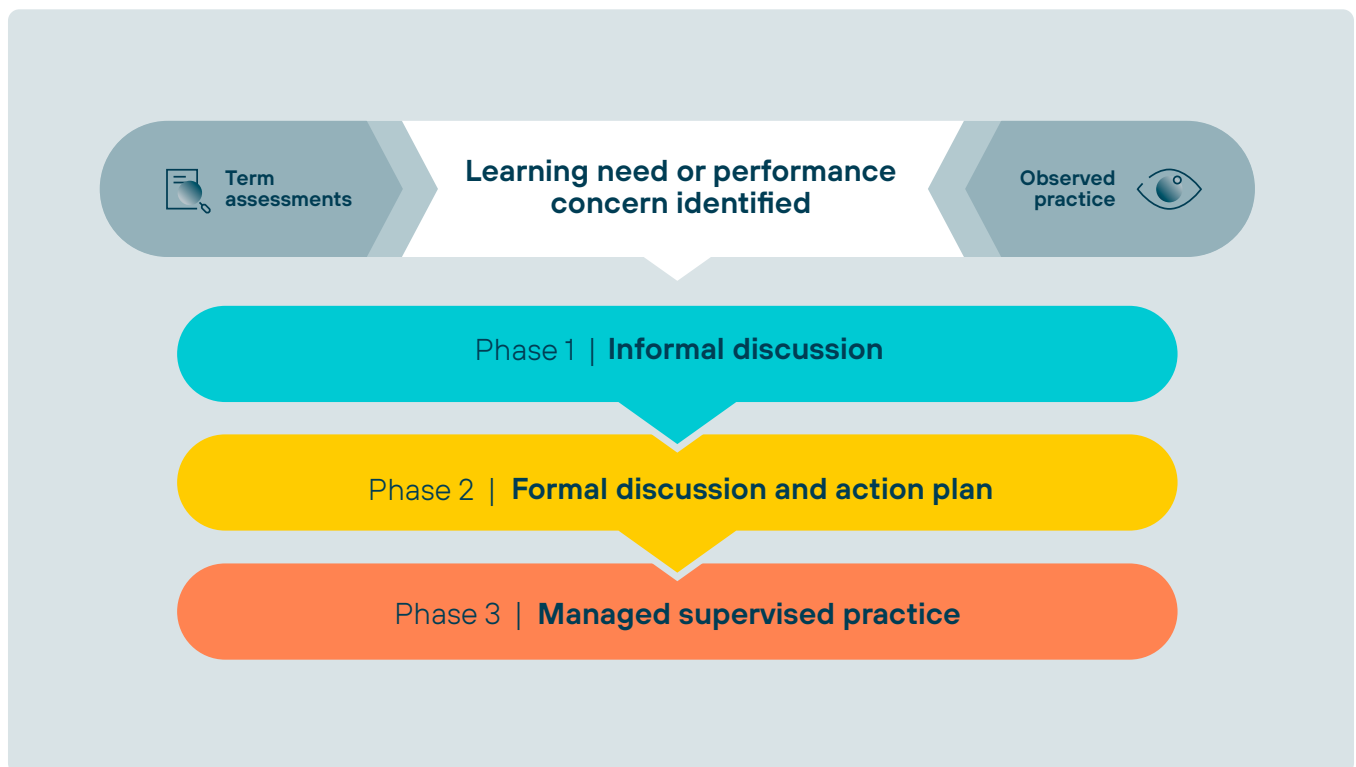 Term
assessments
Learning need or performance
concern identified
Observed
practice
Phase 1 | Informal discussion
Phase 2 | Formal discussion and action plan
Phase 3 | Managed supervised practice